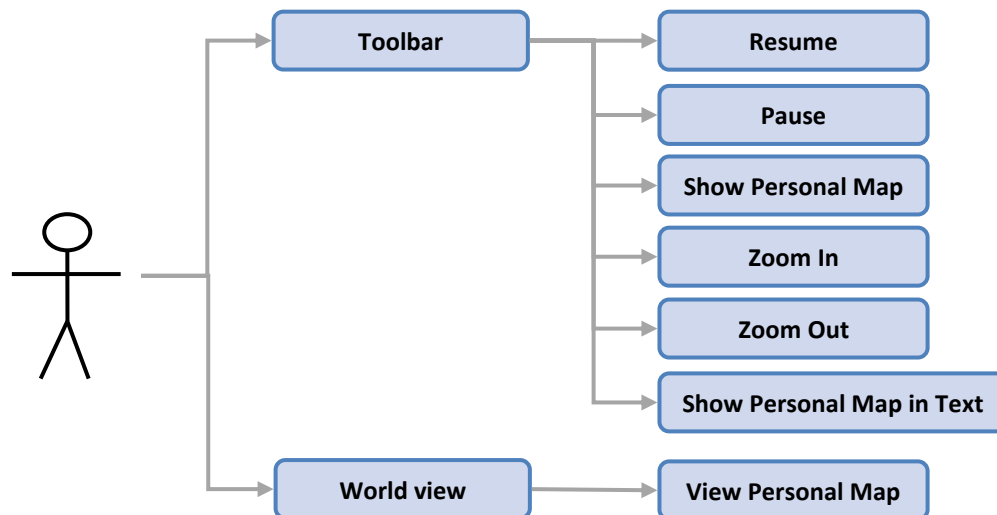 Toolbar
Resume
Pause
Show Personal Map
Zoom In
Zoom Out
Show Personal Map in Text
World view
View Personal Map